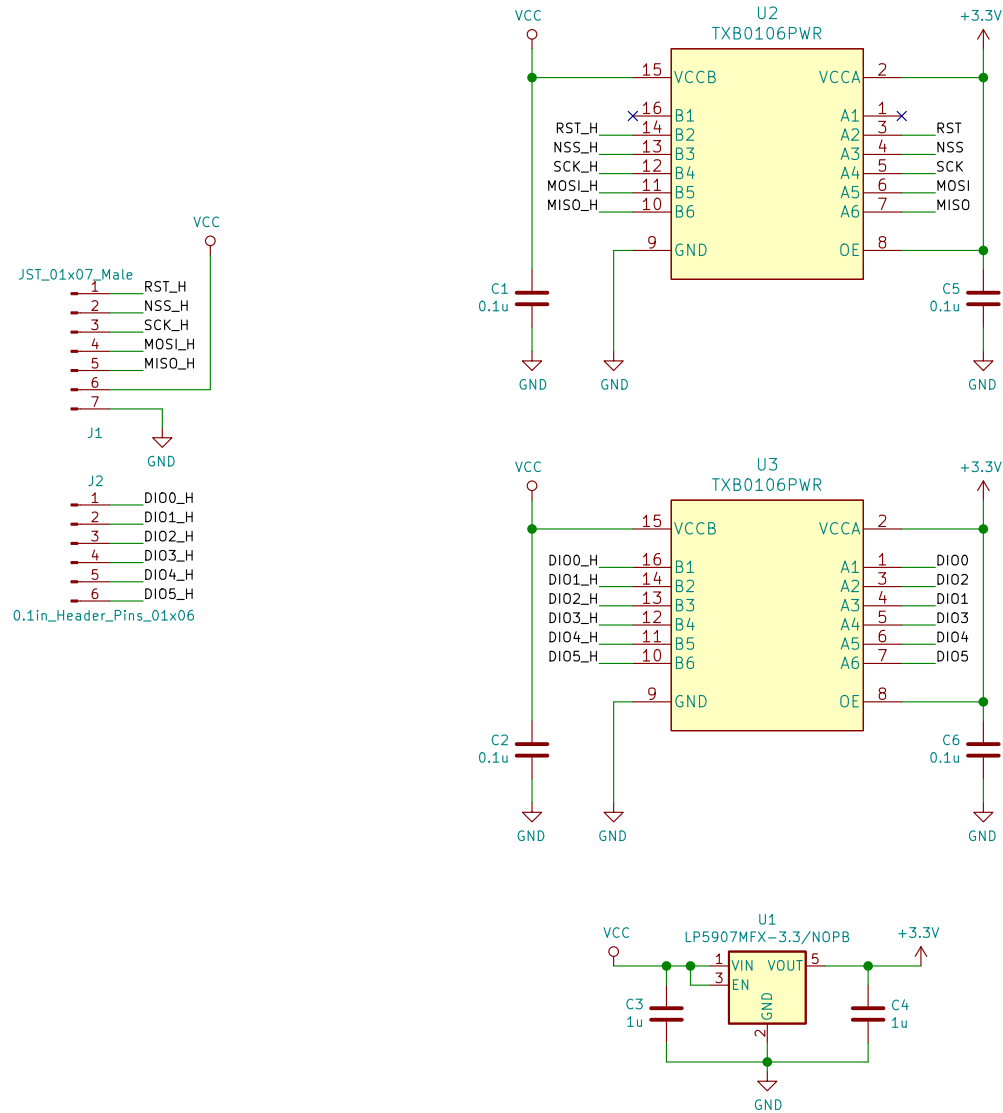 VCC
U2
TXB0106PWR
+3.3V
15 VCCB VCCA 2
16 B1 A1 1
RST_H 14 B2 A2 3 RST
NSS_H 13 B3 A3 4 NSS
SCK_H 12 B4 A4 5 SCK
MOSI_H 11 B5 A5 6 MOSI
MISO_H 10 B6 A6 7 MISO
9 GND OE 8
C1
0.1u
C5
0.1u
GND
GND
GND
VCC
JST_01x07_Male
1 RST_H
2 NSS_H
3 SCK_H
4 MOSI_H
5 MISO_H
6
7
J1
GND
J2
1 DIO0_H
2 DIO1_H
3 DIO2_H
4 DIO3_H
5 DIO4_H
6 DIO5_H
0.1in_Header_Pins_01x06
VCC
U3
TXB0106PWR
+3.3V
15 VCCB VCCA 2
DIO0_H 16 B1 A1 1 DIO0
DIO1_H 14 B2 A2 3 DIO2
DIO2_H 13 B3 A3 4 DIO1
DIO3_H 12 B4 A4 5 DIO3
DIO4_H 11 B5 A5 6 DIO4
DIO5_H 10 B6 A6 7 DIO5
9 GND OE 8
C2
0.1u
C6
0.1u
GND
GND
GND
VCC
U1
LP5907MFX-3.3/NOPB
+3.3V
1 VIN VOUT 5
3 EN
GND
2
C3
1u
C4
1u
GND